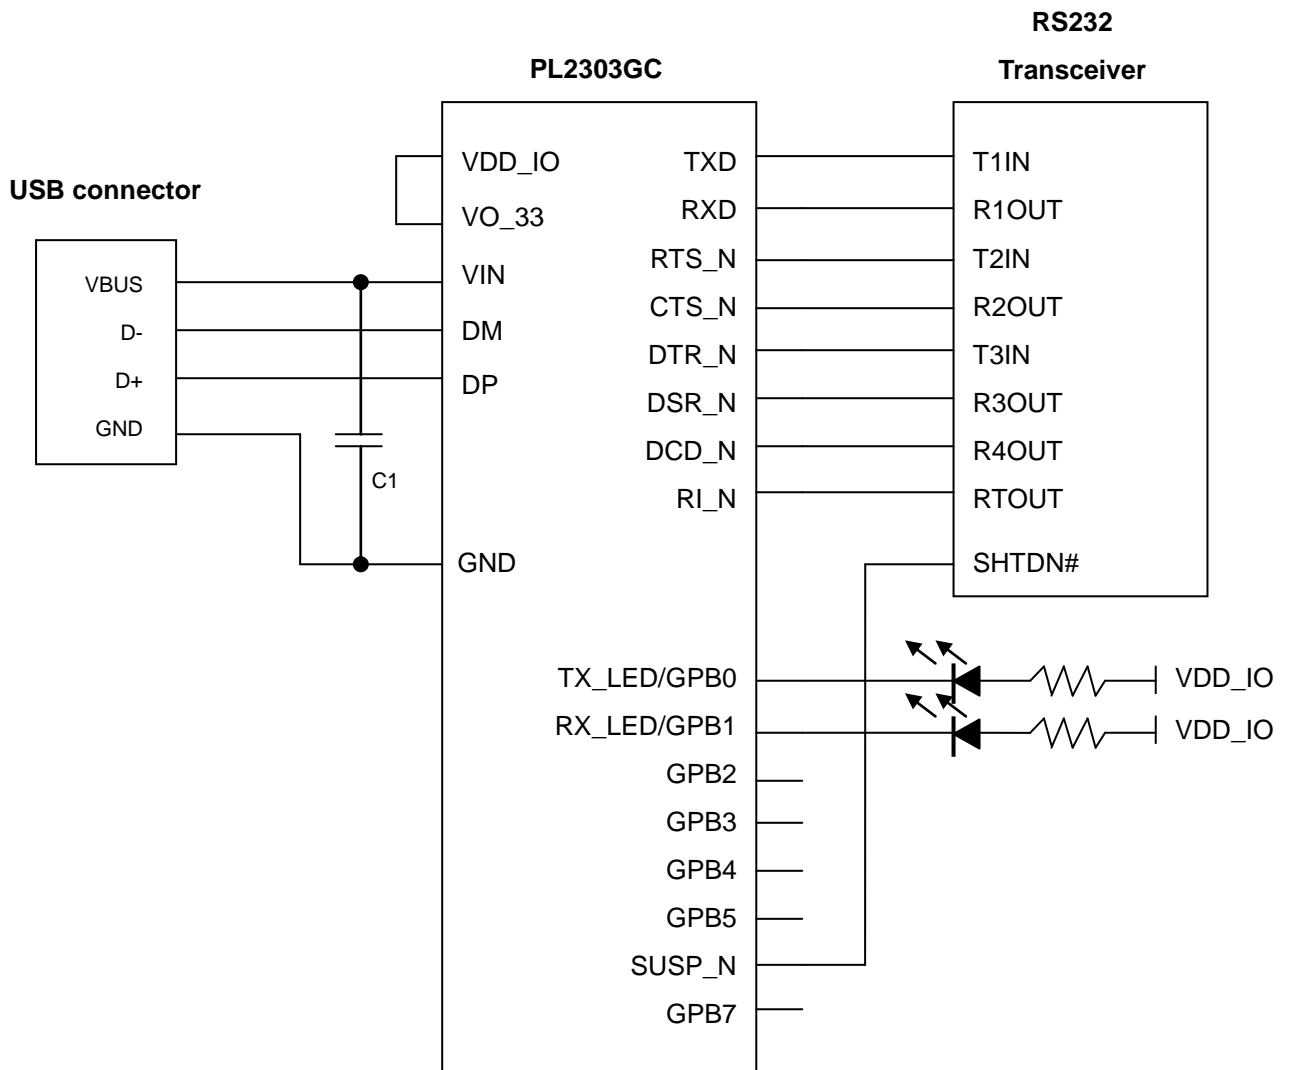 RS232
Transceiver
PL2303GC
USB connector
VBUS
D-
D+
GND
C1
VDD_IO
VO_33
VIN
DM
DP
GND
TXD
RXD
RTS_N
CTS_N
DTR_N
DSR_N
DCD_N
RI_N
T1IN
R1OUT
T2IN
R2OUT
T3IN
R3OUT
R4OUT
RTOUT
SHTDN#
TX_LED/GPB0
VDD_IO
RX_LED/GPB1
VDD_IO
GPB2
GPB3
GPB4
GPB5
SUSP_N
GPB7